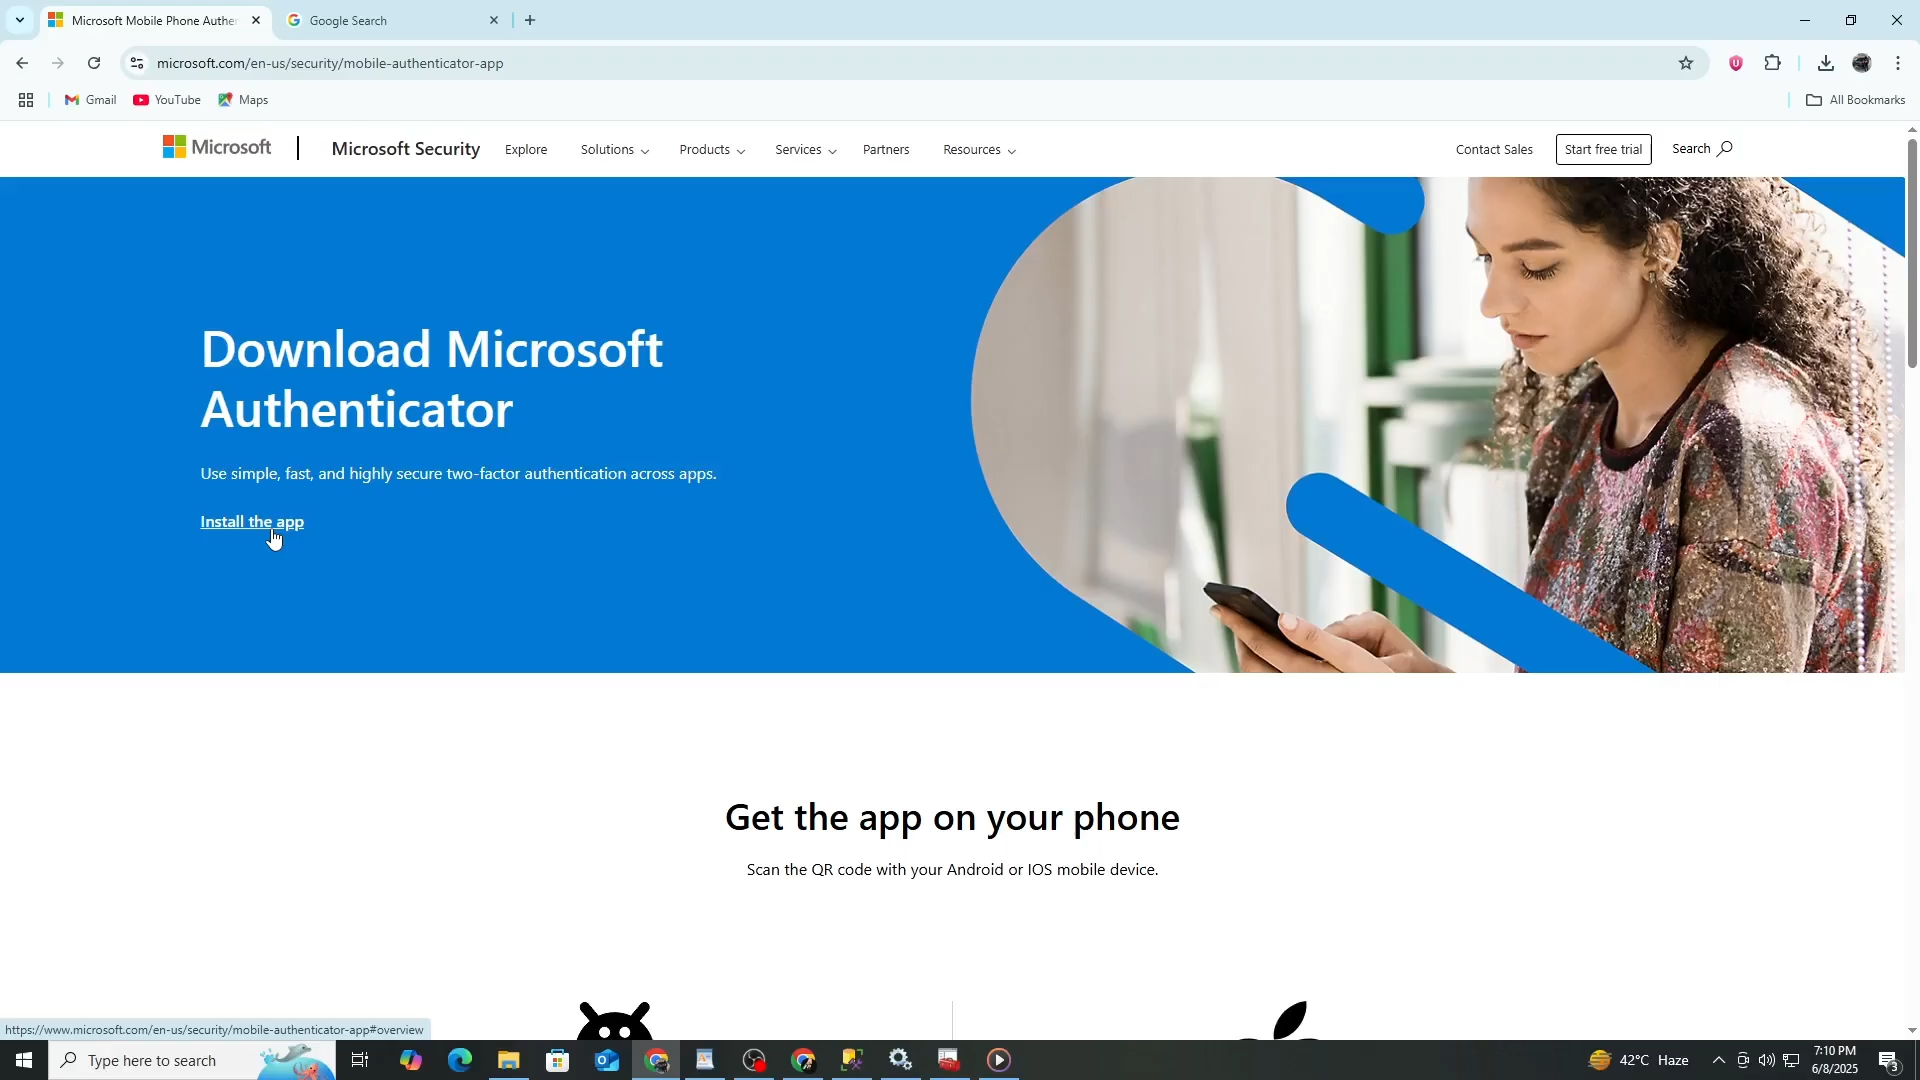 Microsoft Mobile Phone Authe
Google Search
microsoft.com/en-us/security/mobile-authenticator-app
Gmail
YouTube
Maps
All Bookmarks
Microsoft
Microsoft Security
Explore
Solutions
Products
Services
Partners
Resources
Contact Sales
Start free trial
Search
Download Microsoft
Authenticator
Use simple, fast, and highly secure two-factor authentication across apps.
Install the app
Get the app on your phone
Scan the QR code with your Android or IOS mobile device.
https://www.microsoft.com/en-us/security/mobile-authenticator-app#overview
Type here to search
42°C Haze
7:10 PM
6/8/2025
3